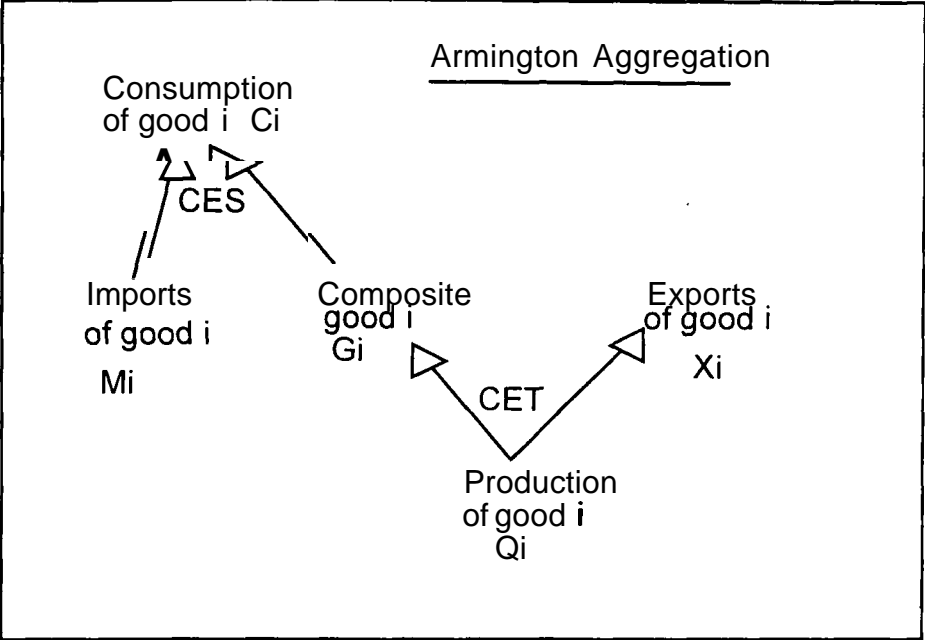 Armington Aggregation
Consumption
of good i Ci
CES
Imports
of good i
Mi
Composite
good i
Gi
Exports
of good i
Xi
CET
Production
of good i
Qi